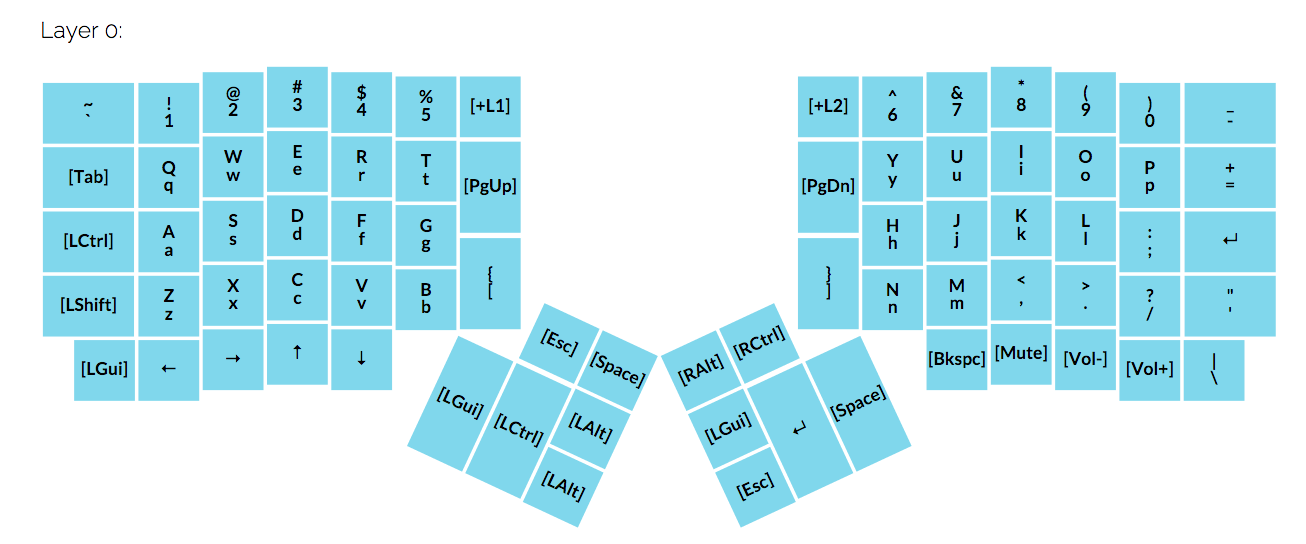 Layer 0:
~ ! @ # $ % [+L1] [+L2] ^ & * ( ) _
` 1 2 3 4 5 6 7 8 9 0 -
[Tab] Q W E R T [PgUp] [PgDn] Y U I O P +
q w e r t y u i o p =
[LCtrl] A S D F G H J K L : ↵
a s d f g h j k l ;
[LShift] Z X C V B { } N M < > ? "
z x c v b [ ] n m , . / '
[LGui] ← → ↑ ↓ [Bkspc] [Mute] [Vol-] [Vol+] |
\
[Esc] [Space] [RAlt] [RCtrl]
[LGui] [LCtrl] [LAlt] [LGui] ↵ [Space]
[LAlt] [Esc]